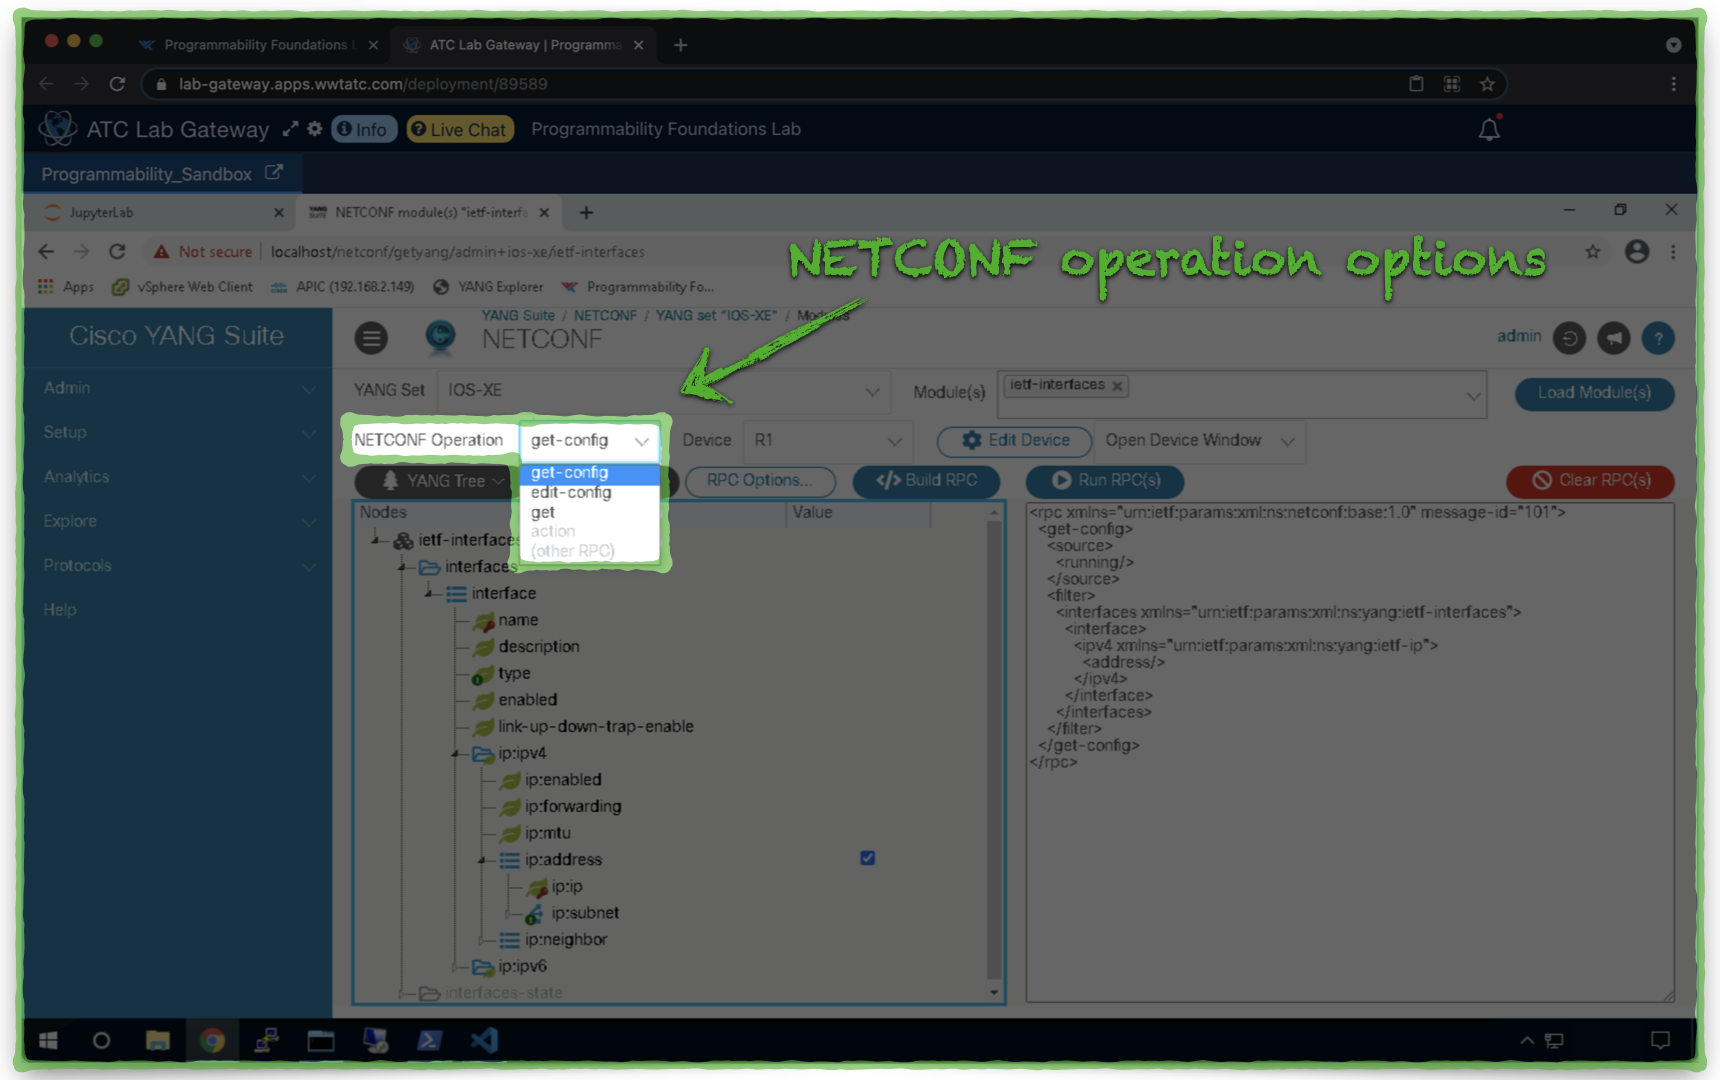 Programmability Foundations L
ATC Lab Gateway | Programma
lab-gateway.apps.wwtatc.com/deployment/89589
ATC Lab Gateway
Info
Live Chat
Programmability Foundations Lab
Programmability_Sandbox
JupyterLab
NETCONF module(s) "ietf-interfa
Not secure
localhost/netconf/getyang/admin+ios-xe/ietf-interfaces
NETCONF operation options
Apps
vSphere Web Client
APIC (192.168.2.149)
YANG Explorer
Programmability Fo...
Cisco YANG Suite
YANG Suite / NETCONF / YANG set "IOS-XE" / Modules
NETCONF
admin
Admin
Setup
Analytics
Explore
Protocols
Help
YANG Set
IOS-XE
Module(s)
ietf-interfaces
Load Module(s)
NETCONF Operation
get-config
Device
R1
Edit Device
Open Device Window
get-config
edit-config
get
action
(other RPC)
YANG Tree
RPC Options...
</> Build RPC
Run RPC(s)
Clear RPC(s)
Nodes
Value
ietf-interfaces
interfaces
interface
name
description
type
enabled
link-up-down-trap-enable
ip:ipv4
ip:enabled
ip:forwarding
ip:mtu
ip:address
ip:ip
ip:subnet
ip:neighbor
ip:ipv6
interfaces-state
<rpc xmlns="urn:ietf:params:xml:ns:netconf:base:1.0" message-id="101">
<get-config>
<source>
<running/>
</source>
<filter>
<interfaces xmlns="urn:ietf:params:xml:ns:yang:ietf-interfaces">
<interface>
<ipv4 xmlns="urn:ietf:params:xml:ns:yang:ietf-ip">
<address/>
</ipv4>
</interface>
</interfaces>
</filter>
</get-config>
</rpc>